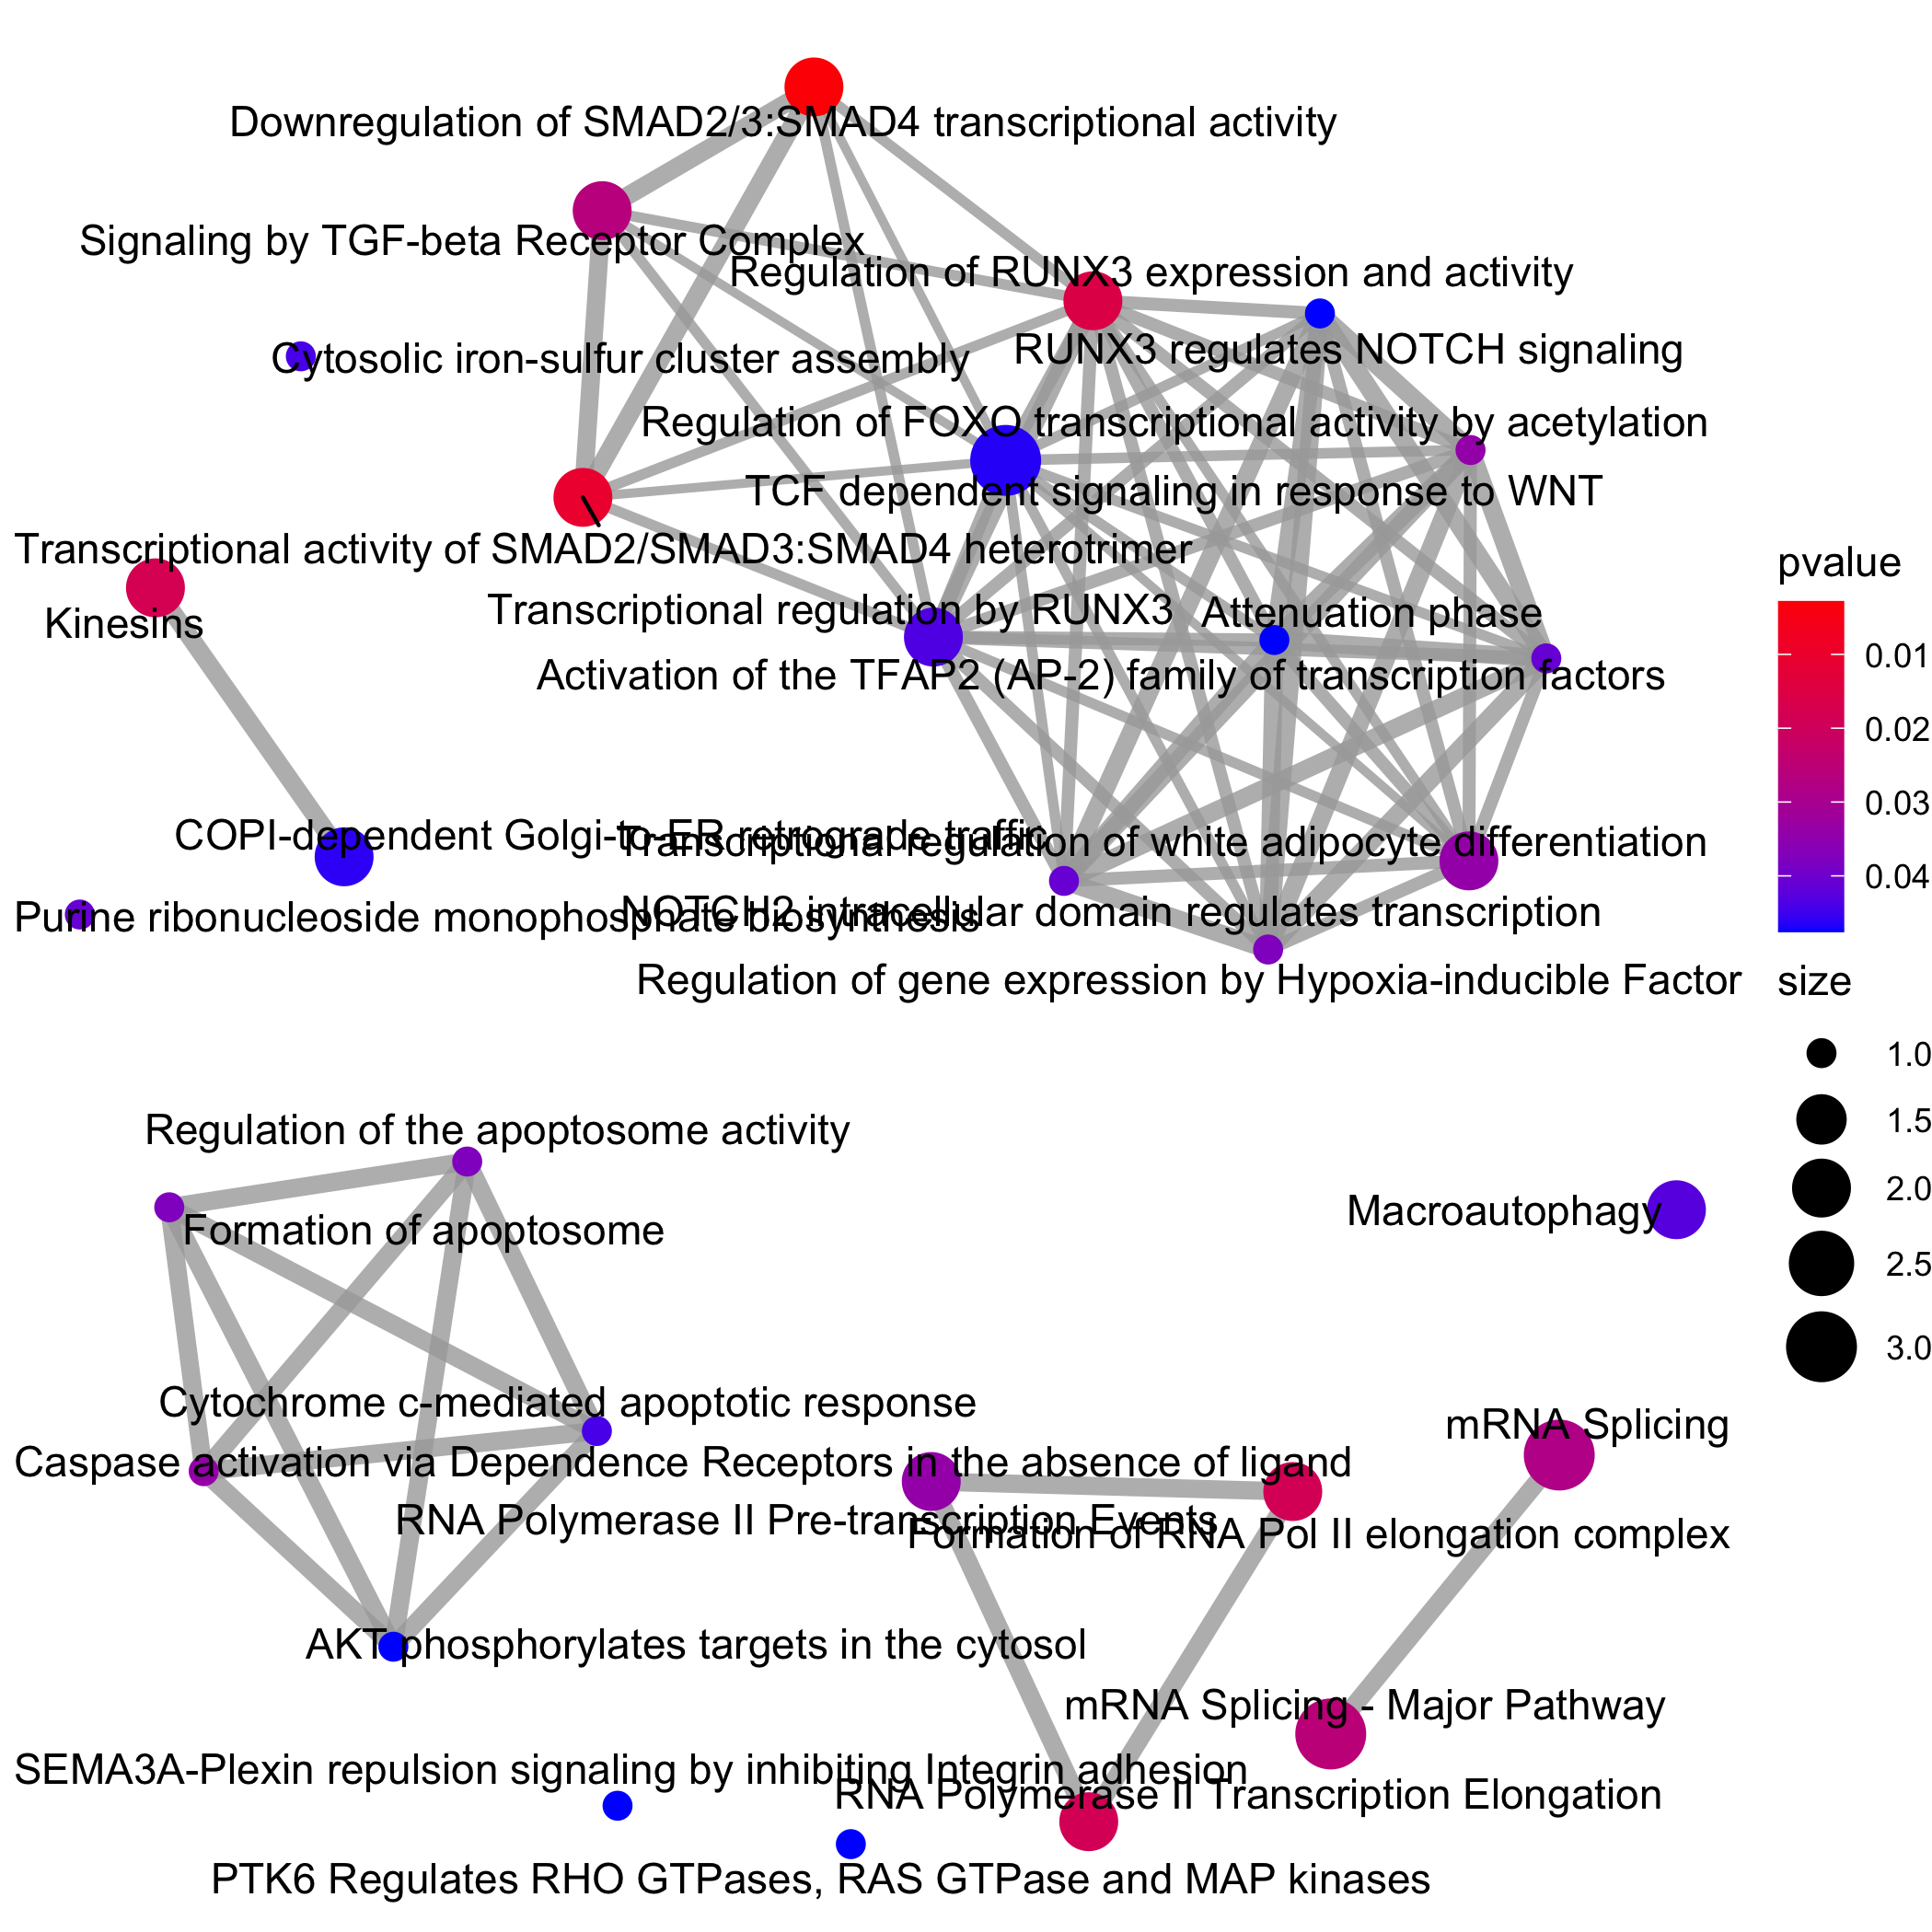 Downregulation of SMAD2/3:SMAD4 transcriptional activity
Signaling by TGF-beta Receptor Complex
Regulation of RUNX3 expression and activity
Cytosolic iron-sulfur cluster assembly
RUNX3 regulates NOTCH signaling
Regulation of FOXO transcriptional activity by acetylation
TCF dependent signaling in response to WNT
Transcriptional activity of SMAD2/SMAD3:SMAD4 heterotrimer
Kinesins
Transcriptional regulation by RUNX3
Attenuation phase
Activation of the TFAP2 (AP-2) family of transcription factors
COPI-dependent Golgi-to-ER retrograde traffic
Transcriptional regulation of white adipocyte differentiation
Purine ribonucleoside monophosphate biosynthesis
NOTCH2 intracellular domain regulates transcription
Regulation of gene expression by Hypoxia-inducible Factor
pvalue
0.01
0.02
0.03
0.04
size
1.0
1.5
2.0
2.5
3.0
Regulation of the apoptosome activity
Formation of apoptosome
Macroautophagy
Cytochrome c-mediated apoptotic response
mRNA Splicing
Caspase activation via Dependence Receptors in the absence of ligand
RNA Polymerase II Pre-transcription Events
Formation of RNA Pol II elongation complex
AKT phosphorylates targets in the cytosol
mRNA Splicing - Major Pathway
SEMA3A-Plexin repulsion signaling by inhibiting Integrin adhesion
RNA Polymerase II Transcription Elongation
PTK6 Regulates RHO GTPases, RAS GTPase and MAP kinases